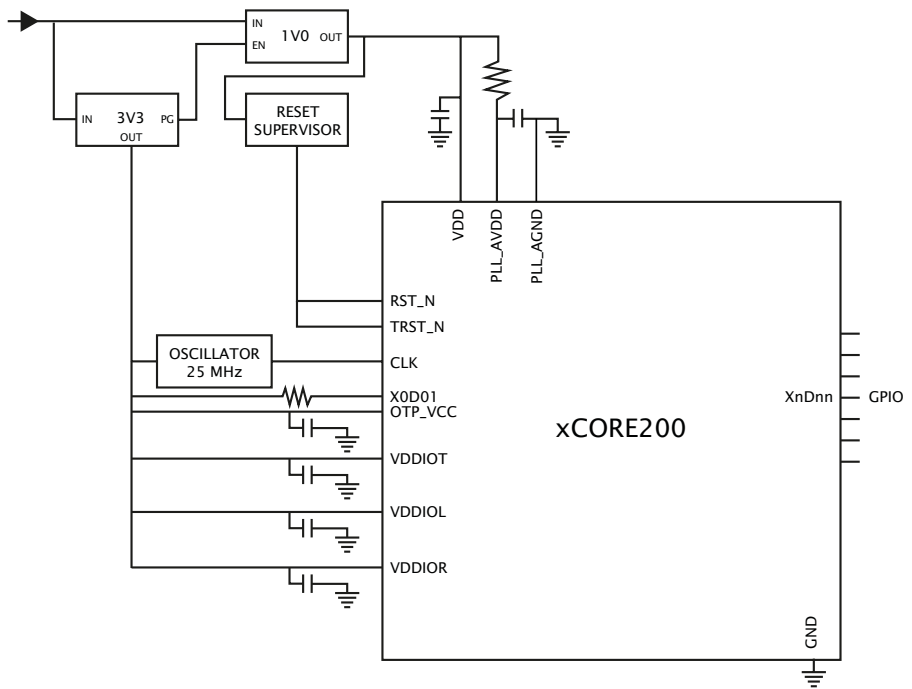 IN
EN
1V0
OUT
IN
3V3
PG
OUT
RESET
SUPERVISOR
VDD
PLL_AVDD
PLL_AGND
RST_N
TRST_N
OSCILLATOR
25 MHz
CLK
X0D01
OTP_VCC
XnDnn
GPIO
xCORE200
VDDIOT
VDDIOL
VDDIOR
GND